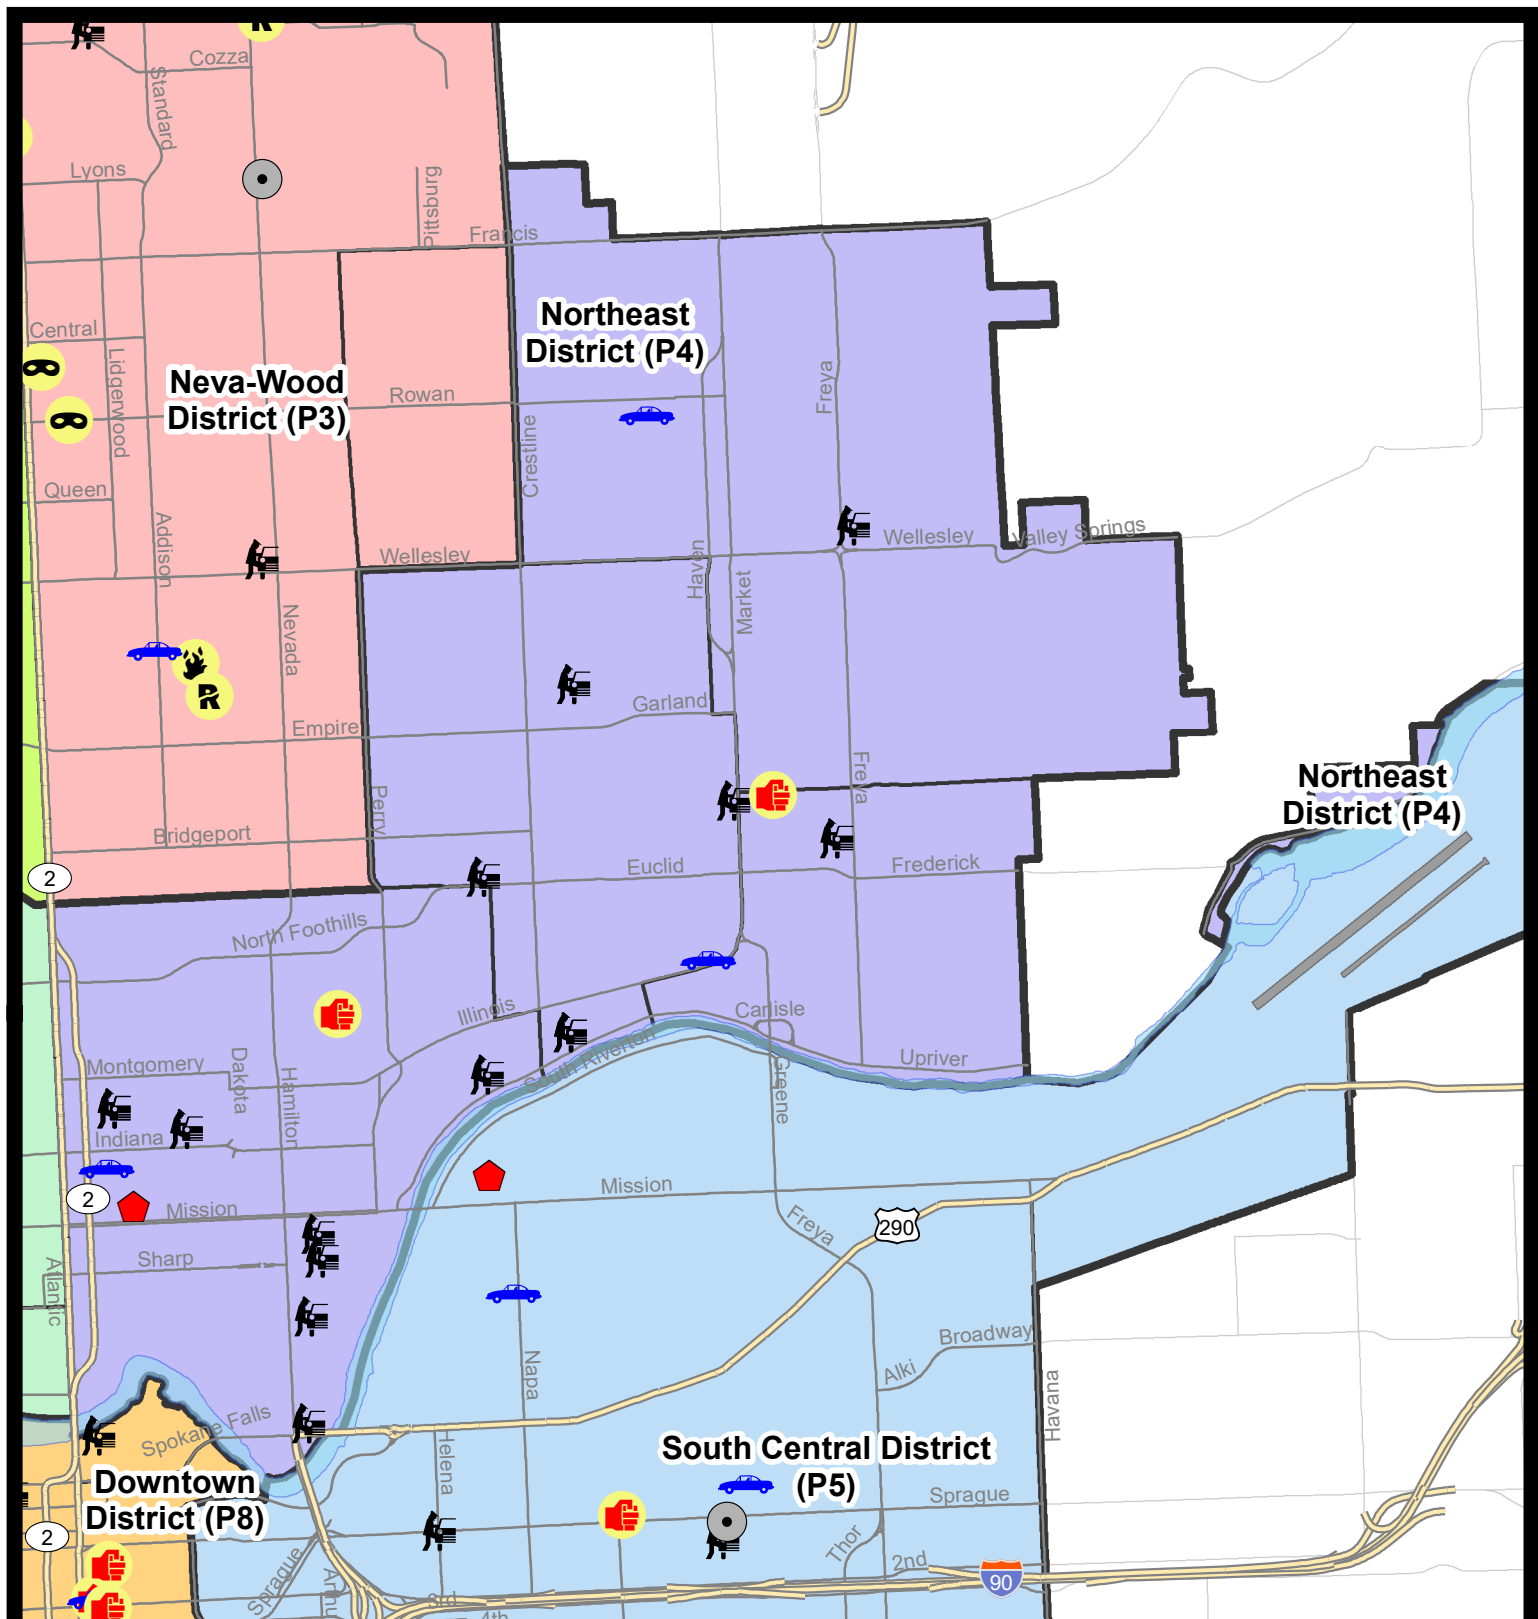 R
Cozza
Standard
Lyons
Pittsburg
Francis
Central
Lidgerwood
Neva-Wood
District (P3)
Northeast
District (P4)
Rowan
Freya
Crestline
Queen
Addison
Wellesley
Wellesley
Valley Springs
Haven
Market
Nevada
R
Garland
Empire
Freya
Northeast
District (P4)
Perry
Bridgeport
Euclid
Frederick
2
North Foothills
Illinois
Carlisle
South Riverton
Upriver
Montgomery
Dakota
Hamilton
Greene
Indiana
Mission
2
Mission
Freya
290
Sharp
Atlantic
Napa
Broadway
Alki
Havana
Spokane Falls
Helena
South Central District
(P5)
Downtown
District (P8)
Sprague
2
Sprague
Thor
2nd
90
3rd
4th